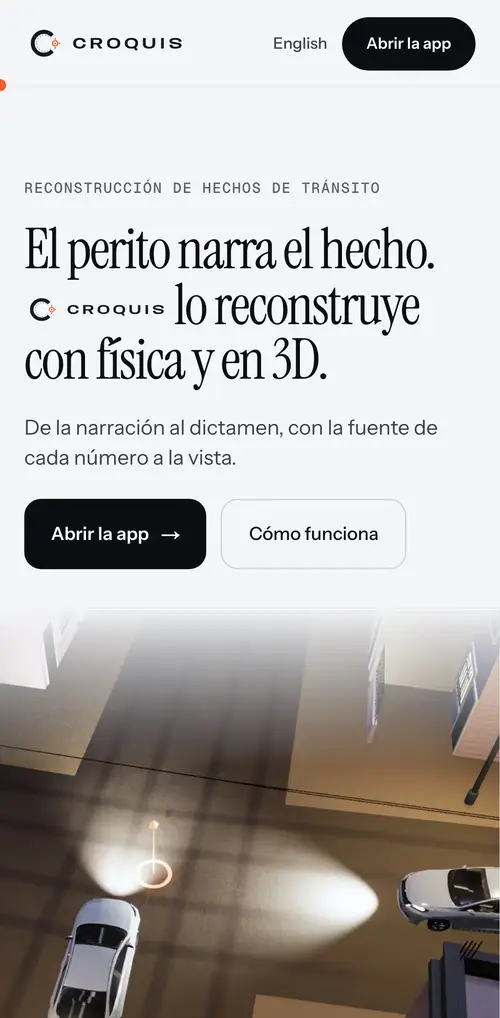 CROQUIS
English
Abrir la app
RECONSTRUCCIÓN DE HECHOS DE TRÁNSITO
El perito narra el hecho.
CROQUIS lo reconstruye
con física y en 3D.
De la narración al dictamen, con la fuente de
cada número a la vista.
Abrir la app →
Cómo funciona